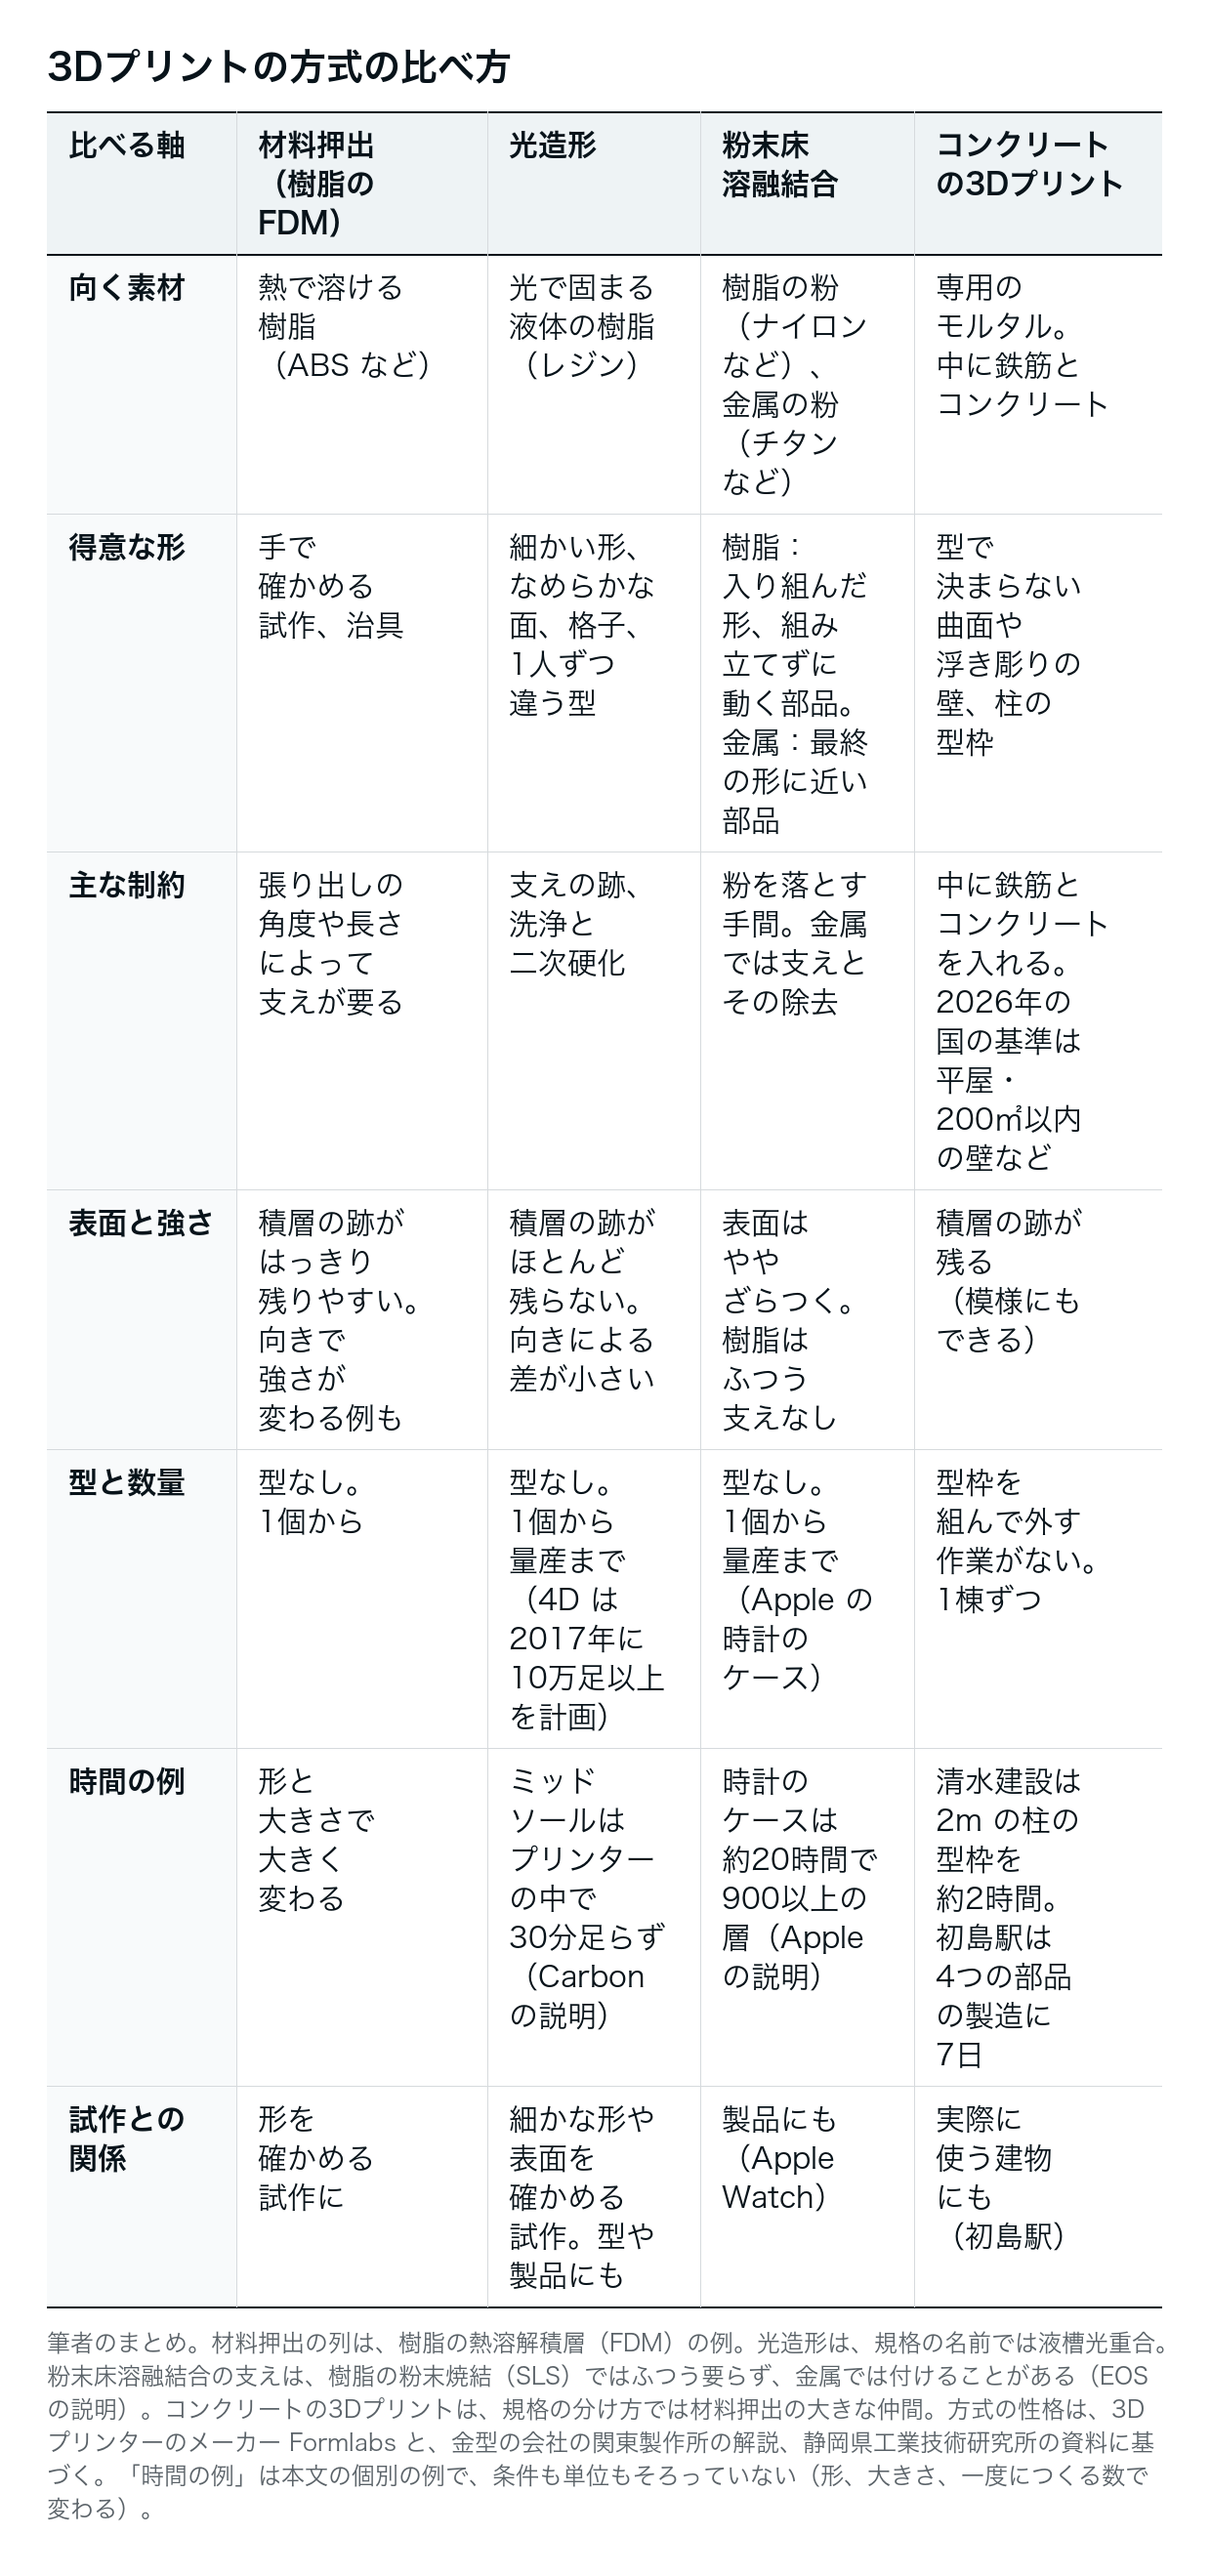 3Dプリントの方式の比べ方
比べる軸
材料押出
（樹脂の
FDM）
光造形
粉末床
溶融結合
コンクリート
の3Dプリント
向く素材
熱で溶ける
樹脂
（ABS など）
光で固まる
液体の樹脂
（レジン）
樹脂の粉
（ナイロン
など）、
金属の粉
（チタン
など）
専用の
モルタル。
中に鉄筋と
コンクリート
得意な形
手で
確かめる
試作、治具
細かい形、
なめらかな
面、格子、
1人ずつ
違う型
樹脂：
入り組んだ
形、組み
立てずに
動く部品。
金属：最終
の形に近い
部品
型で
決まらない
曲面や
浮き彫りの
壁、柱の
型枠
主な制約
張り出しの
角度や長さ
によって
支えが要る
支えの跡、
洗浄と
二次硬化
粉を落とす
手間。金属
では支えと
その除去
中に鉄筋と
コンクリート
を入れる。
2026年の
国の基準は
平屋・
200㎡以内
の壁など
表面と強さ
積層の跡が
はっきり
残りやすい。
向きで
強さが
変わる例も
積層の跡が
ほとんど
残らない。
向きによる
差が小さい
表面は
やや
ざらつく。
樹脂は
ふつう
支えなし
積層の跡が
残る
（模様にも
できる）
型と数量
型なし。
1個から
型なし。
1個から
量産まで
（4D は
2017年に
10万足以上
を計画）
型なし。
1個から
量産まで
（Apple の
時計の
ケース）
型枠を
組んで外す
作業がない。
1棟ずつ
時間の例
形と
大きさで
大きく
変わる
ミッド
ソールは
プリンター
の中で
30分足らず
（Carbon
の説明）
時計の
ケースは
約20時間で
900以上の
層（Apple
の説明）
清水建設は
2m の柱の
型枠を
約2時間。
初島駅は
4つの部品
の製造に
7日
試作との
関係
形を
確かめる
試作に
細かな形や
表面を
確かめる
試作。型や
製品にも
製品にも
（Apple
Watch）
実際に
使う建物
にも
（初島駅）
筆者のまとめ。材料押出の列は、樹脂の熱溶解積層（FDM）の例。光造形は、規格の名前では液槽光重合。
粉末床溶融結合の支えは、樹脂の粉末焼結（SLS）ではふつう要らず、金属では付けることがある（EOS
の説明）。コンクリートの3Dプリントは、規格の分け方では材料押出の大きな仲間。方式の性格は、3D
プリンターのメーカー Formlabs と、金型の会社の関東製作所の解説、静岡県工業技術研究所の資料に基
づく。「時間の例」は本文の個別の例で、条件も単位もそろっていない（形、大きさ、一度につくる数で
変わる）。